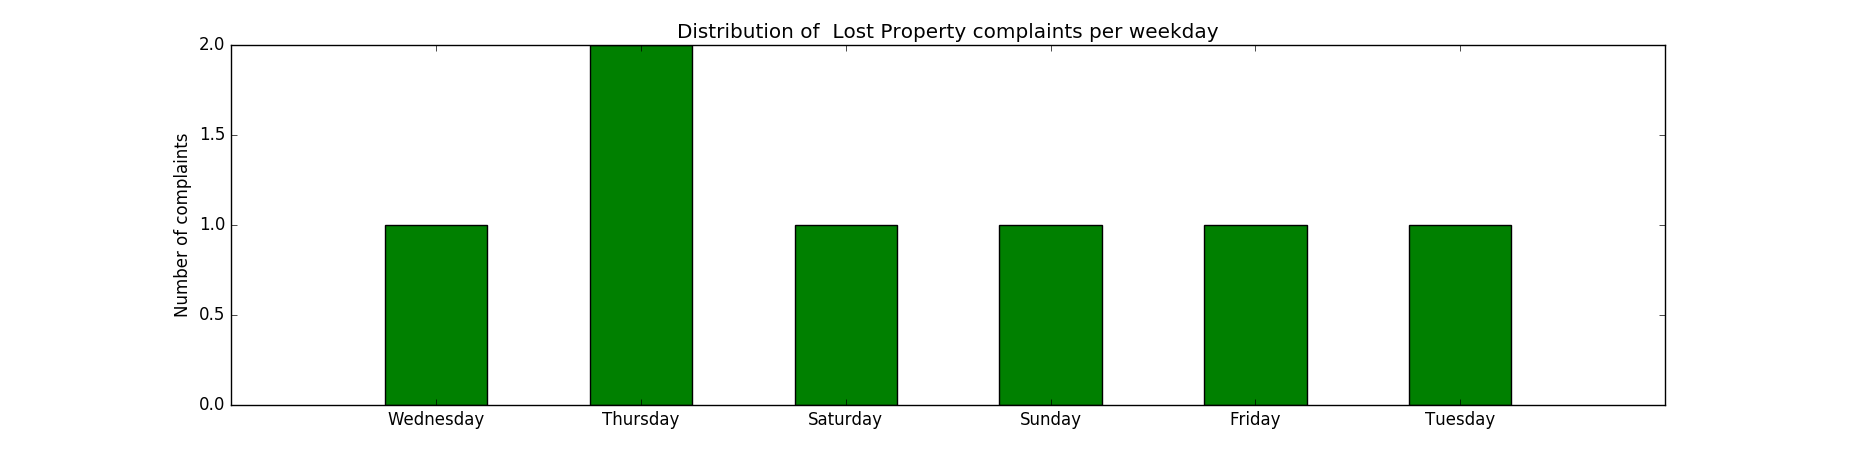 Distribution of  Lost Property complaints per weekday
Number of complaints
2.0
1.5
1.0
0.5
0.0
Wednesday Thursday Saturday Sunday Friday Tuesday